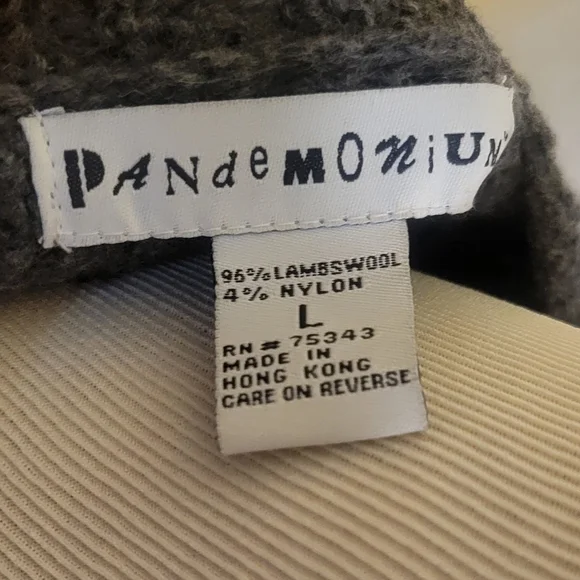 PANdeMONiUM
96% LAMBSWOOL
4% NYLON
L
RN # 75343
MADE IN
HONG KONG
CARE ON REVERSE